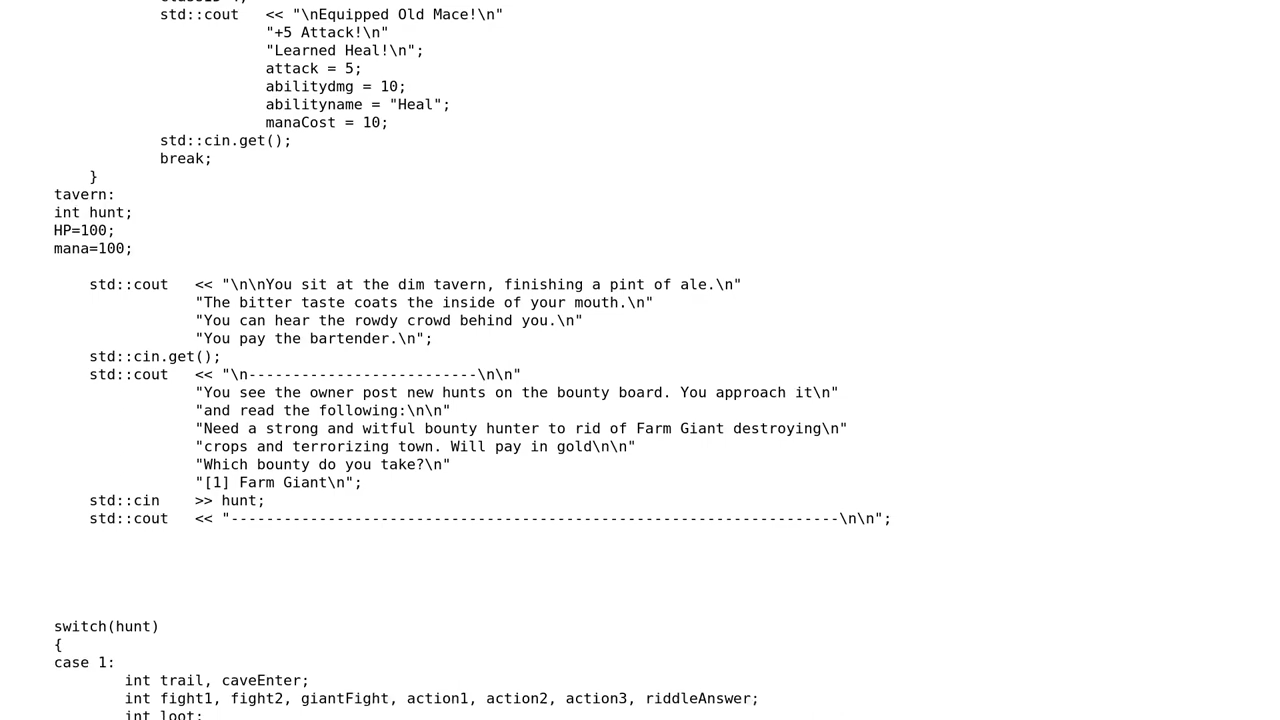 std::cout   << "\nEquipped Old Mace!\n"
"+5 Attack!\n"
"Learned Heal!\n";
attack = 5;
abilitydmg = 10;
abilityname = "Heal";
manaCost = 10;
std::cin.get();
break;
}
tavern:
int hunt;
HP=100;
mana=100;
std::cout   << "\n\nYou sit at the dim tavern, finishing a pint of ale.\n"
"The bitter taste coats the inside of your mouth.\n"
"You can hear the rowdy crowd behind you.\n"
"You pay the bartender.\n";
std::cin.get();
std::cout   << "\n--------------------------\n\n"
"You see the owner post new hunts on the bounty board. You approach it\n"
"and read the following:\n\n"
"Need a strong and witful bounty hunter to rid of Farm Giant destroying\n"
"crops and terrorizing town. Will pay in gold\n\n"
"Which bounty do you take?\n"
"[1] Farm Giant\n";
std::cin    >> hunt;
std::cout   << "---------------------------------------------------------------------\n\n";
switch(hunt)
{
case 1:
int trail, caveEnter;
int fight1, fight2, giantFight, action1, action2, action3, riddleAnswer;
int loot;